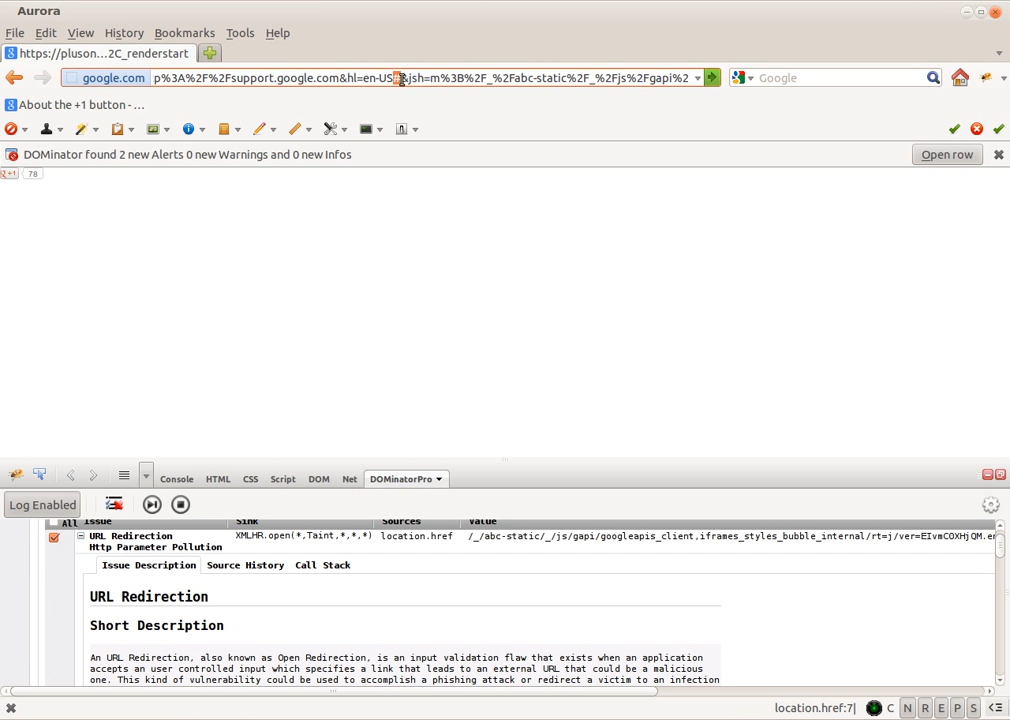 Aurora
File Edit View History Bookmarks Tools Help
https://pluson...2C_renderstart
google.com p%3A%2F%2Fsupport.google.com&hl=en-US#&jsh=m%3B%2F_%2Fabc-static%2F_%2Fjs%2Fgapi%2 Google
About the +1 button - ...
DOMinator found 2 new Alerts 0 new Warnings and 0 new Infos Open row
+1 78
Console HTML CSS Script DOM Net DOMinatorPro
Log Enabled
All Issue Sink Sources Value
URL Redirection XMLHR.open(*,Taint,*,*,*) location.href /_/abc-static/_/js/gapi/googleapis_client,iframes_styles_bubble_internal/rt=j/ver=EIvmCOXHjQM.en
Http Parameter Pollution
Issue Description Source History Call Stack
URL Redirection
Short Description
An URL Redirection, also known as Open Redirection, is an input validation flaw that exists when an application
accepts an user controlled input which specifies a link that leads to an external URL that could be a malicious
one. This kind of vulnerability could be used to accomplish a phishing attack or redirect a victim to an infection
location.href:7| C N R E P S